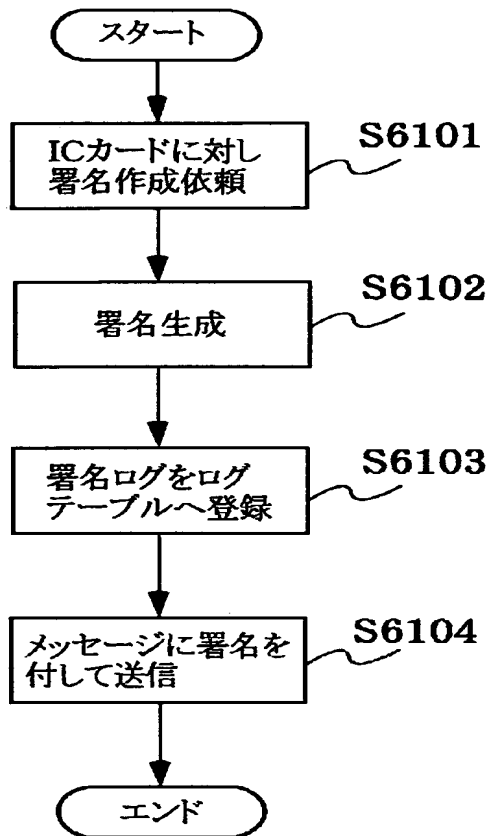 スタート
ICカードに対し
署名作成依頼
S6101
署名生成
S6102
署名ログをログ
テーブルへ登録
S6103
メッセージに署名を
付して送信
S6104
エンド